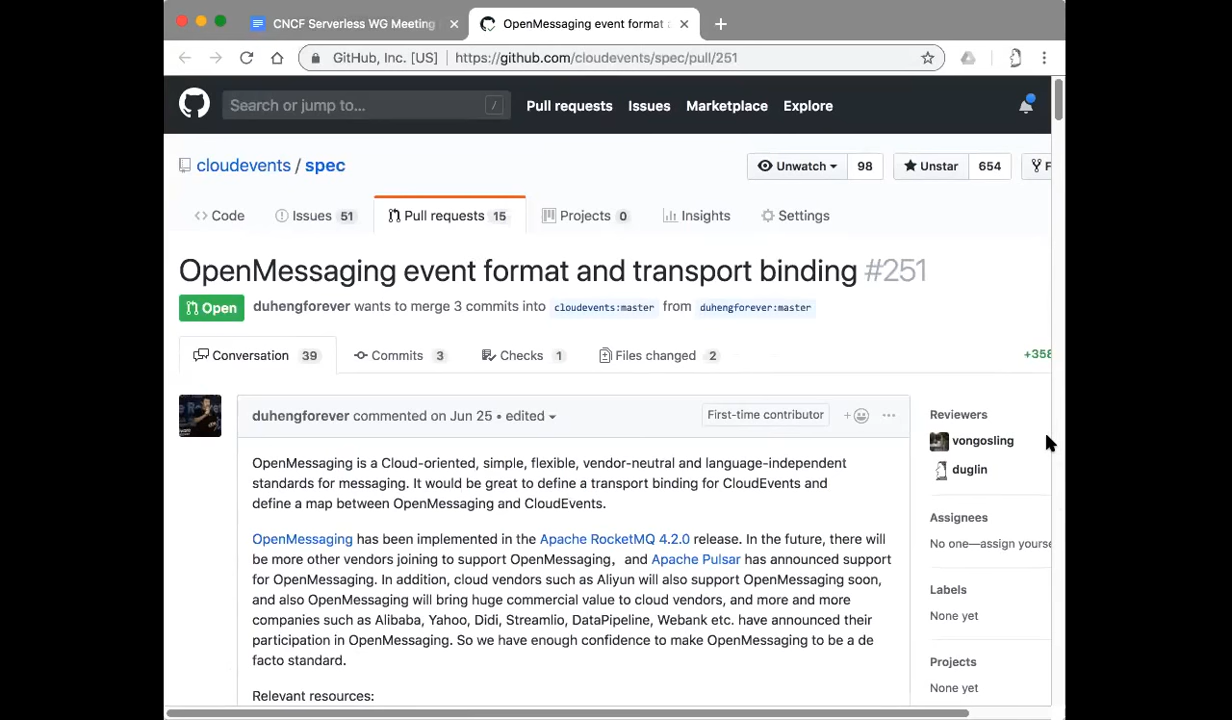 CNCF Serverless WG Meeting
OpenMessaging event format
GitHub, Inc. [US] https://github.com/cloudevents/spec/pull/251
Search or jump to... /
Pull requests Issues Marketplace Explore
cloudevents / spec
Unwatch 98 Unstar 654 F
Code Issues 51 Pull requests 15 Projects 0 Insights Settings
OpenMessaging event format and transport binding #251
Open duhengforever wants to merge 3 commits into cloudevents:master from duhengforever:master
Conversation 39 Commits 3 Checks 1 Files changed 2 +358
duhengforever commented on Jun 25 • edited First-time contributor
Reviewers
vongosling
duglin
Assignees
No one—assign yourse
Labels
None yet
Projects
None yet
OpenMessaging is a Cloud-oriented, simple, flexible, vendor-neutral and language-independent
standards for messaging. It would be great to define a transport binding for CloudEvents and
define a map between OpenMessaging and CloudEvents.
OpenMessaging has been implemented in the Apache RocketMQ 4.2.0 release. In the future, there will
be more other vendors joining to support OpenMessaging，and Apache Pulsar has announced support
for OpenMessaging. In addition, cloud vendors such as Aliyun will also support OpenMessaging soon,
and also OpenMessaging will bring huge commercial value to cloud vendors, and more and more
companies such as Alibaba, Yahoo, Didi, Streamlio, DataPipeline, Webank etc. have announced their
participation in OpenMessaging. So we have enough confidence to make OpenMessaging to be a de
facto standard.
Relevant resources: